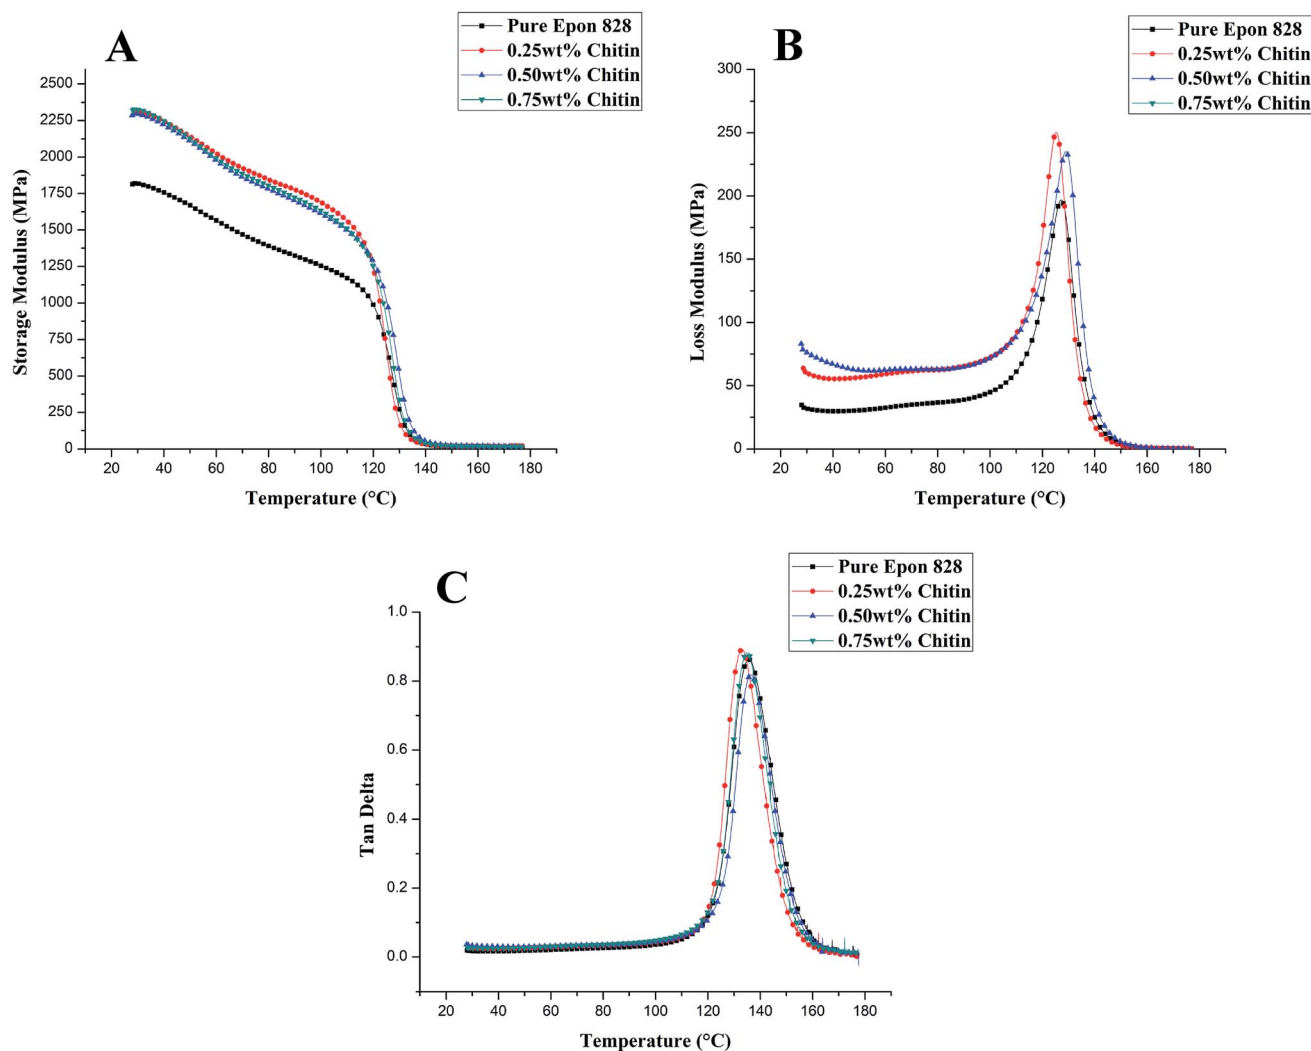 A
Pure Epon 828
0.25wt% Chitin
0.50wt% Chitin
0.75wt% Chitin
2500
2250
2000
1750
1500
1250
1000
750
500
250
0
Storage Modulus (MPa)
20 40 60 80 100 120 140 160 180
Temperature (°C)
B
Pure Epon 828
0.25wt% Chitin
0.50wt% Chitin
0.75wt% Chitin
300
250
200
150
100
50
0
Loss Modulus (MPa)
20 40 60 80 100 120 140 160 180
Temperature (°C)
C
Pure Epon 828
0.25wt% Chitin
0.50wt% Chitin
0.75wt% Chitin
1.0
0.8
0.6
0.4
0.2
0.0
Tan Delta
20 40 60 80 100 120 140 160 180
Temperature (°C)